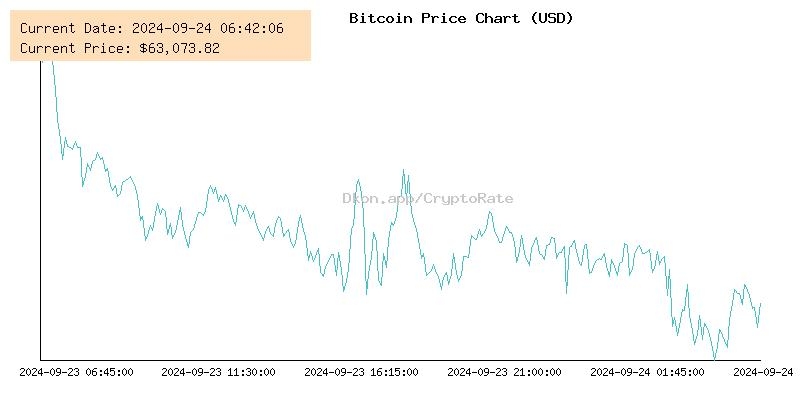 Bitcoin Price Chart (USD)
Current Date: 2024-09-24 06:42:06
Current Price: $63,073.82
Dkon.app/CryptoRate
2024-09-23 06:45:00 2024-09-23 11:30:00 2024-09-23 16:15:00 2024-09-23 21:00:00 2024-09-24 01:45:00 2024-09-24